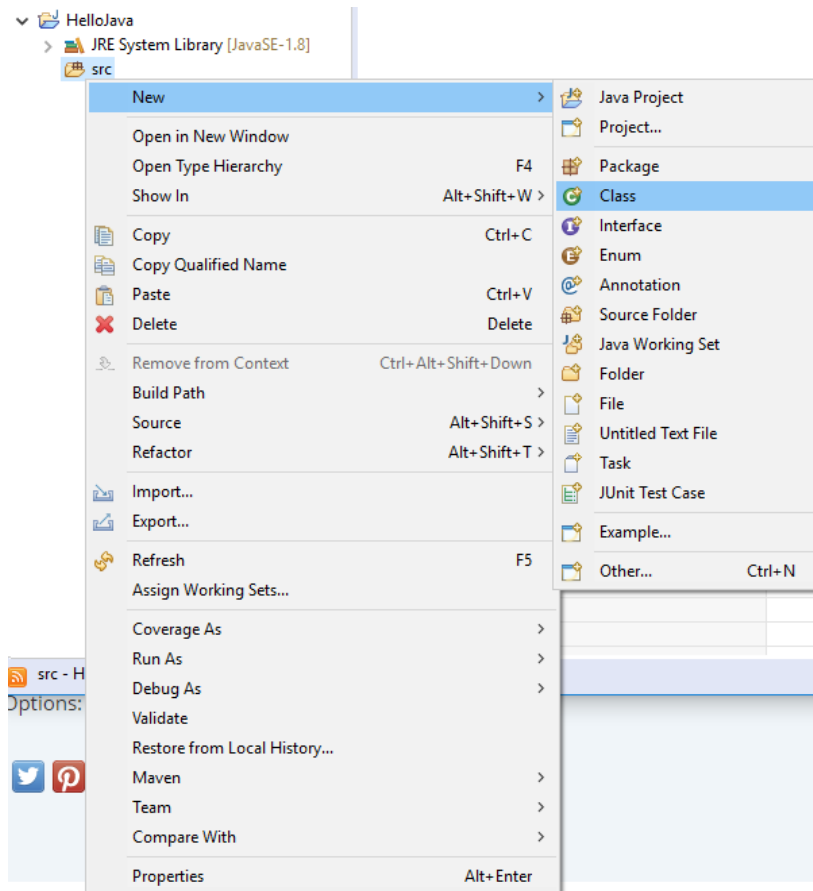 HelloJava
JRE System Library [JavaSE-1.8]
src
New
Open in New Window
Open Type Hierarchy F4
Show In Alt+Shift+W
Copy Ctrl+C
Copy Qualified Name
Paste Ctrl+V
Delete Delete
Remove from Context Ctrl+Alt+Shift+Down
Build Path
Source Alt+Shift+S
Refactor Alt+Shift+T
Import...
Export...
Refresh F5
Assign Working Sets...
Coverage As
Run As
Debug As
Validate
Restore from Local History...
Maven
Team
Compare With
Properties Alt+Enter
Java Project
Project...
Package
Class
Interface
Enum
Annotation
Source Folder
Java Working Set
Folder
File
Untitled Text File
Task
JUnit Test Case
Example...
Other... Ctrl+N
src - H
Options: